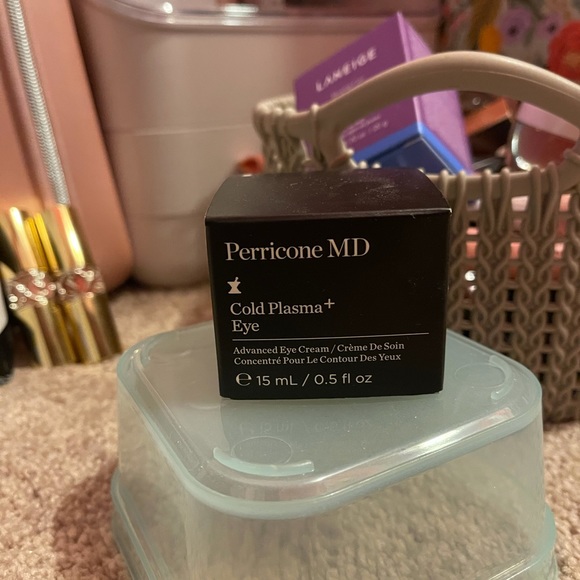 LANEIGE
Perricone MD
Cold Plasma+
Eye
Advanced Eye Cream / Crème De Soin
Concentré Pour Le Contour Des Yeux
℮ 15 mL / 0.5 fl oz